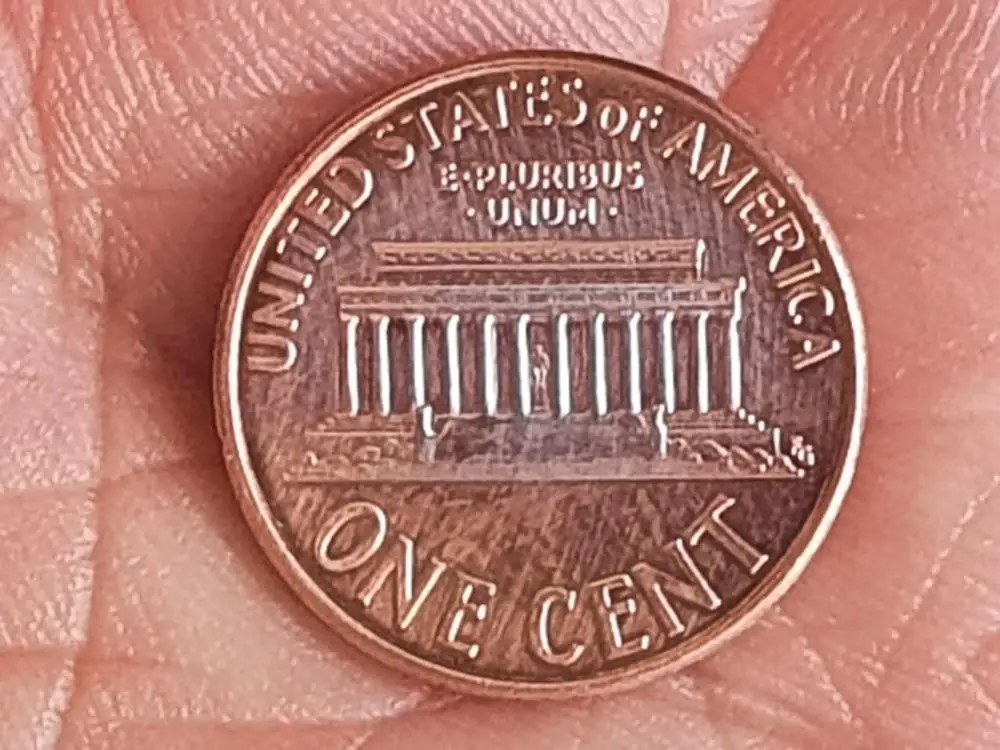 UNITED STATES OF AMERICA
E·PLURIBUS
·UNUM·
ONE CENT